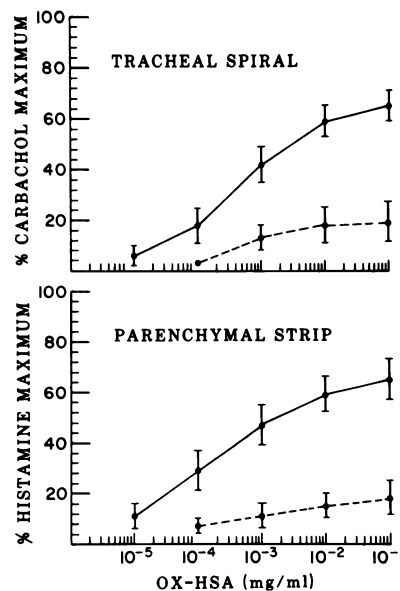 % CARBACHOL MAXIMUM
100
80
60
40
20
TRACHEAL SPIRAL
% HISTAMINE MAXIMUM
100
80
60
40
20
PARENCHYMAL STRIP
10⁻⁵ 10⁻⁴ 10⁻³ 10⁻² 10⁻
OX-HSA (mg/ml)